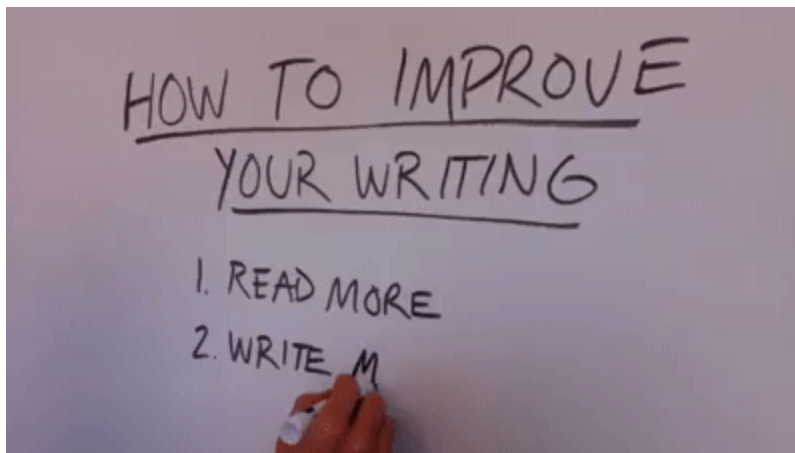 HOW TO IMPROVE
YOUR WRITING
1. READ MORE
2. WRITE M